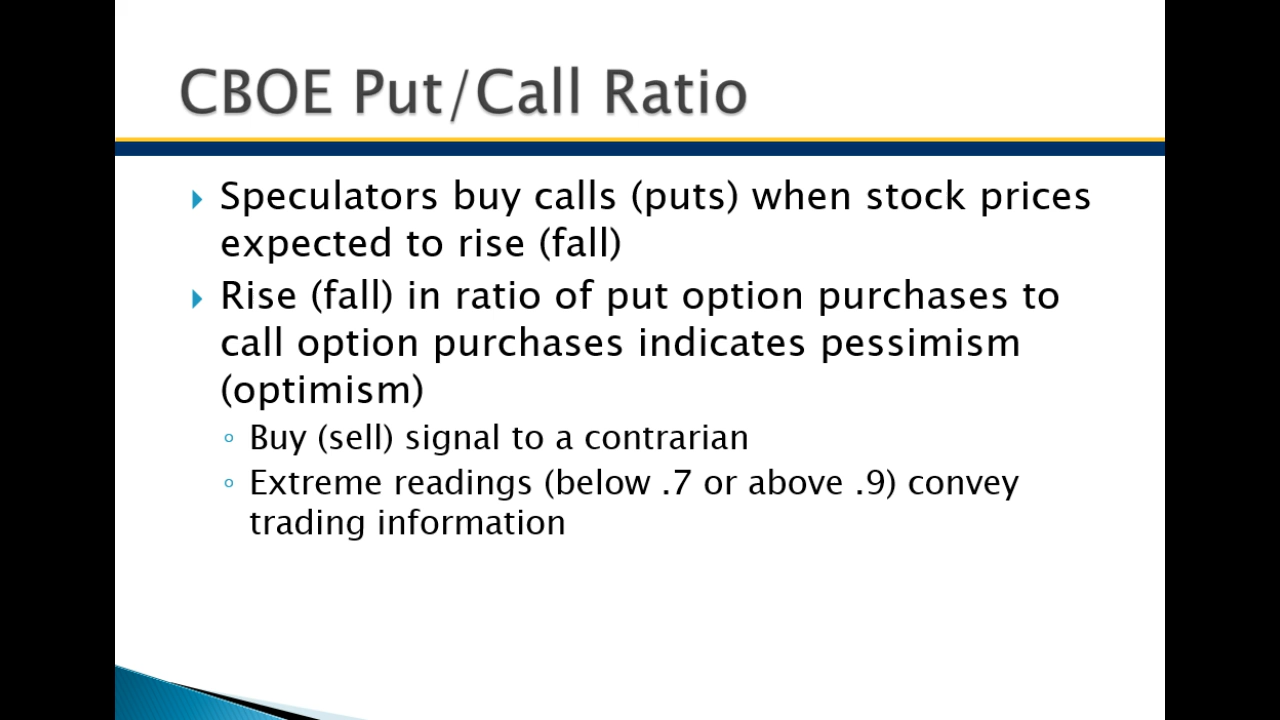 CBOE Put/Call Ratio
Speculators buy calls (puts) when stock prices
expected to rise (fall)
Rise (fall) in ratio of put option purchases to
call option purchases indicates pessimism
(optimism)
Buy (sell) signal to a contrarian
Extreme readings (below .7 or above .9) convey
trading information